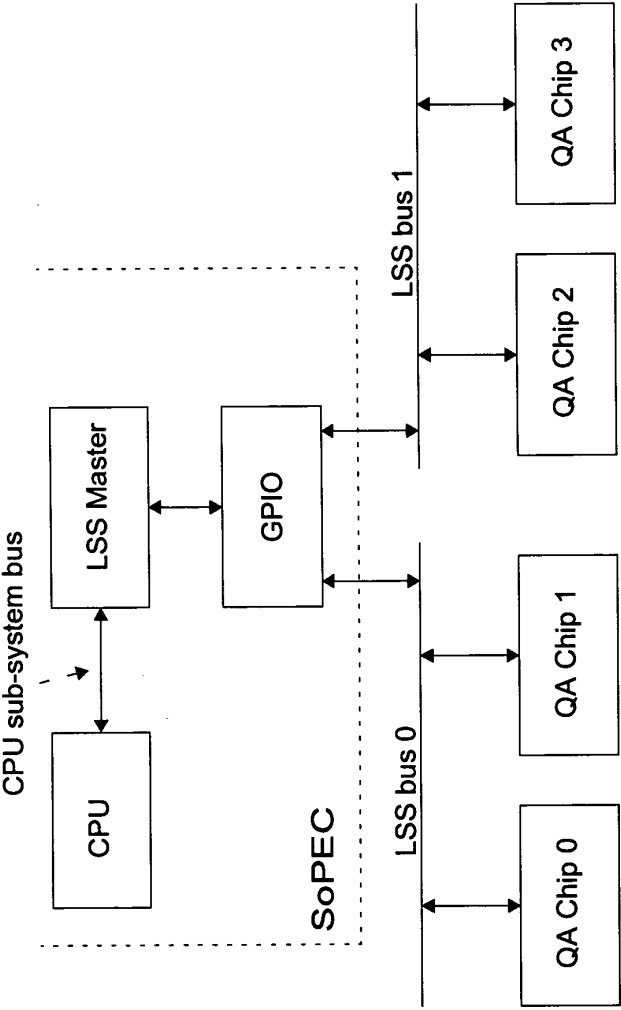 CPU sub-system bus
CPU
LSS Master
GPIO
SoPEC
LSS bus 0
LSS bus 1
QA Chip 0
QA Chip 1
QA Chip 2
QA Chip 3